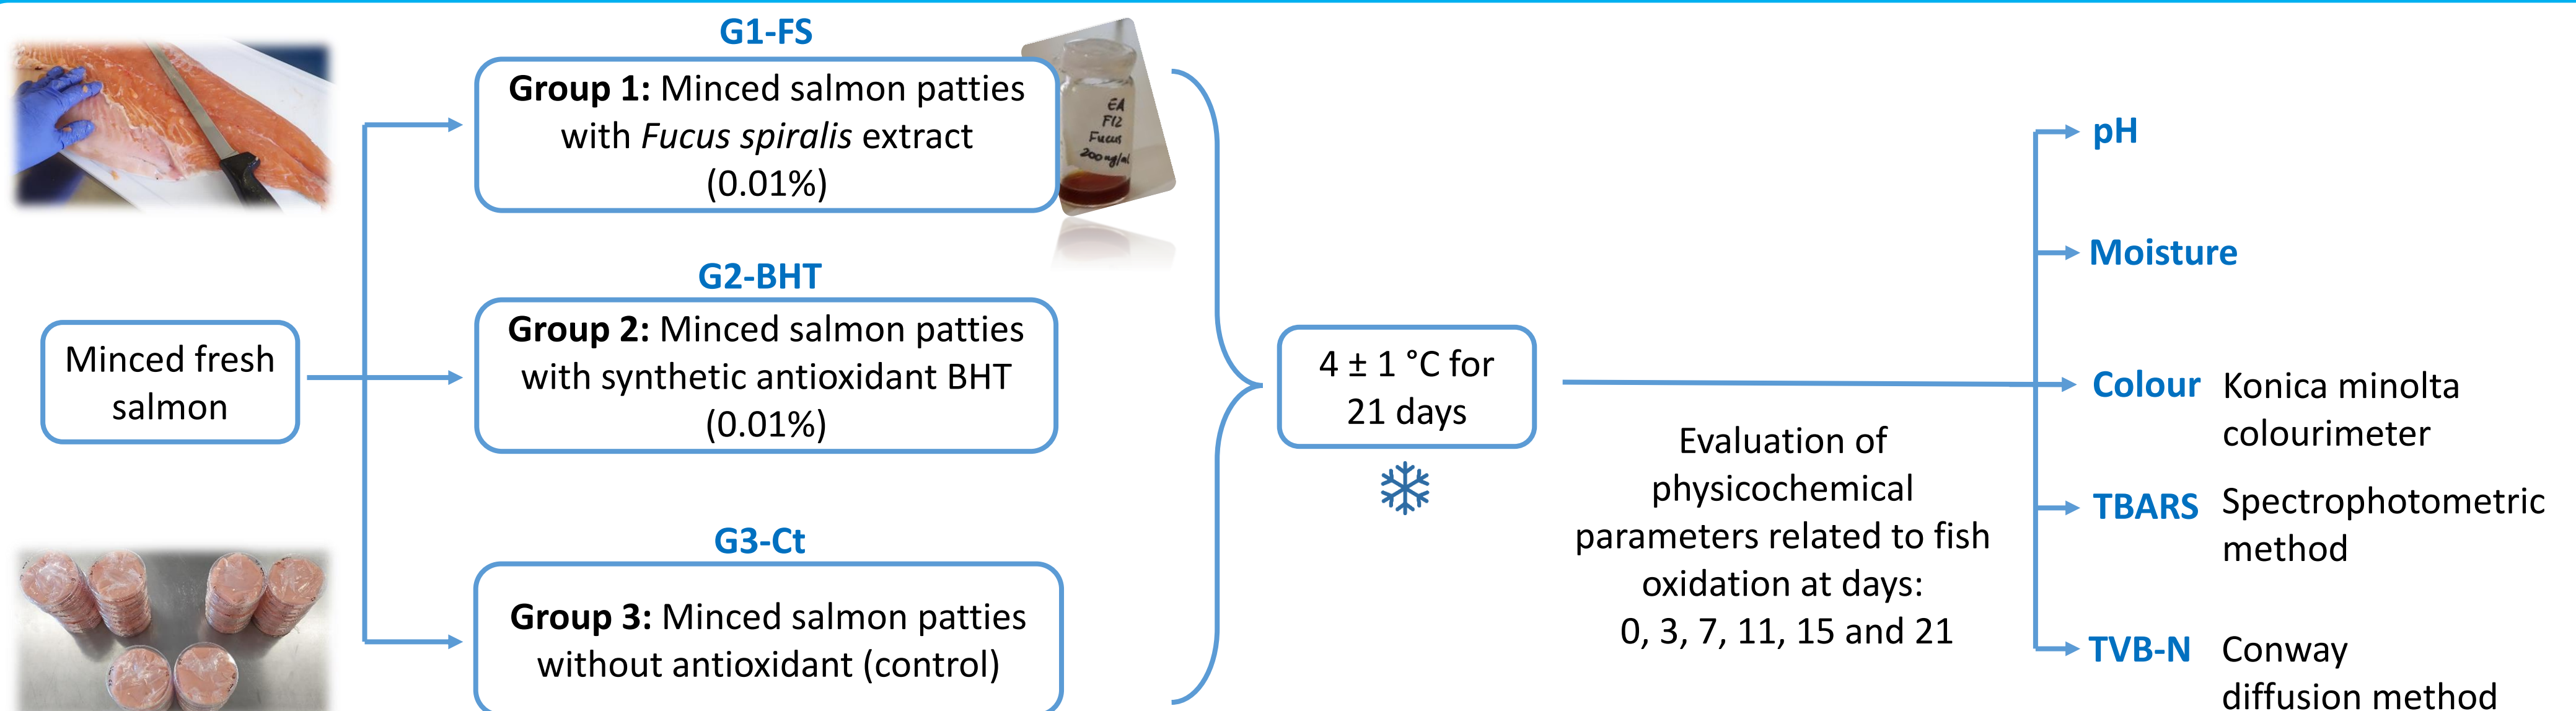 G1-FS
Group 1: Minced salmon patties
with Fucus spiralis extract
(0.01%)
EA
F12
Fucus
G2-BHT
Group 2: Minced salmon patties
with synthetic antioxidant BHT
(0.01%)
G3-Ct
Group 3: Minced salmon patties
without antioxidant (control)
Minced fresh
salmon
4 ± 1 °C for
21 days
Evaluation of
physicochemical
parameters related to fish
oxidation at days:
0, 3, 7, 11, 15 and 21
pH
Moisture
Colour
Konica minolta
colourimeter
TBARS
Spectrophotometric
method
TVB-N
Conway
diffusion method